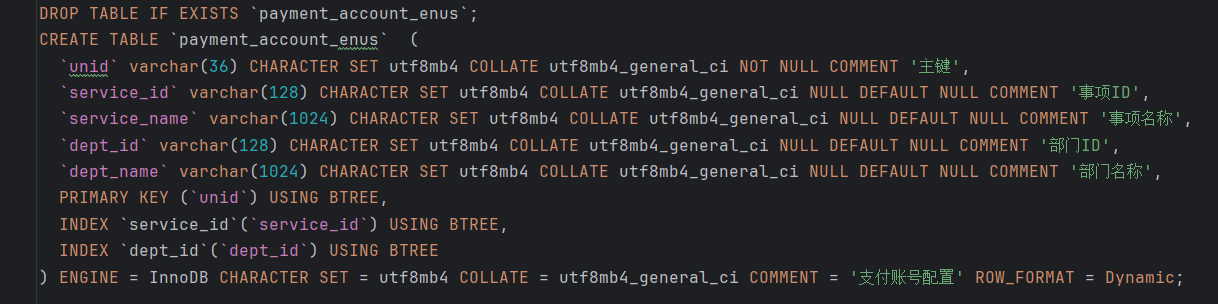 DROP TABLE IF EXISTS `payment_account_enus`;
CREATE TABLE `payment_account_enus`  (
  `unid` varchar(36) CHARACTER SET utf8mb4 COLLATE utf8mb4_general_ci NOT NULL COMMENT '主键',
  `service_id` varchar(128) CHARACTER SET utf8mb4 COLLATE utf8mb4_general_ci NULL DEFAULT NULL COMMENT '事项ID',
  `service_name` varchar(1024) CHARACTER SET utf8mb4 COLLATE utf8mb4_general_ci NULL DEFAULT NULL COMMENT '事项名称',
  `dept_id` varchar(128) CHARACTER SET utf8mb4 COLLATE utf8mb4_general_ci NULL DEFAULT NULL COMMENT '部门ID',
  `dept_name` varchar(1024) CHARACTER SET utf8mb4 COLLATE utf8mb4_general_ci NULL DEFAULT NULL COMMENT '部门名称',
  PRIMARY KEY (`unid`) USING BTREE,
  INDEX `service_id`(`service_id`) USING BTREE,
  INDEX `dept_id`(`dept_id`) USING BTREE
) ENGINE = InnoDB CHARACTER SET = utf8mb4 COLLATE = utf8mb4_general_ci COMMENT = '支付账号配置' ROW_FORMAT = Dynamic;